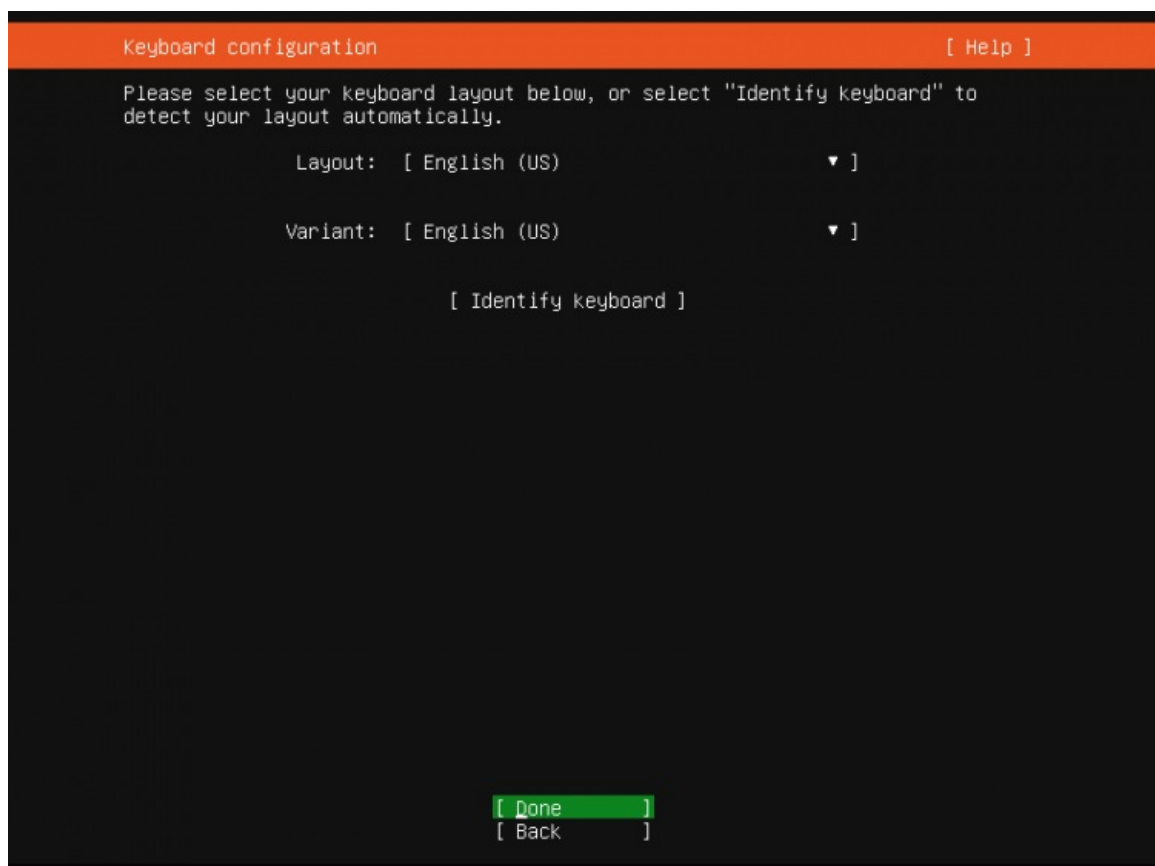 Keyboard configuration [ Help ]
Please select your keyboard layout below, or select "Identify keyboard" to
detect your layout automatically.
Layout: [ English (US) ▾ ]
Variant: [ English (US) ▾ ]
[ Identify keyboard ]
[ Done ]
[ Back ]